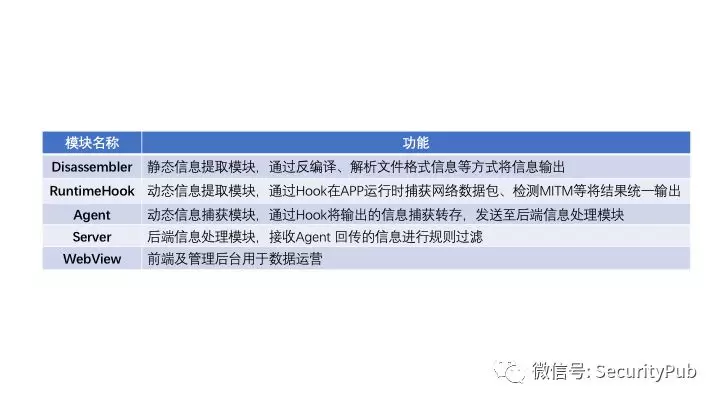 模块名称 功能
Disassembler 静态信息提取模块，通过反编译、解析文件格式信息等方式将信息输出
RuntimeHook 动态信息提取模块，通过Hook在APP运行时捕获网络数据包、检测MITM等将结果统一输出
Agent 动态信息捕获模块，通过Hook将输出的信息捕获转存，发送至后端信息处理模块
Server 后端信息处理模块，接收Agent 回传的信息进行规则过滤
WebView 前端及管理后台用于数据运营
微信号: SecurityPub